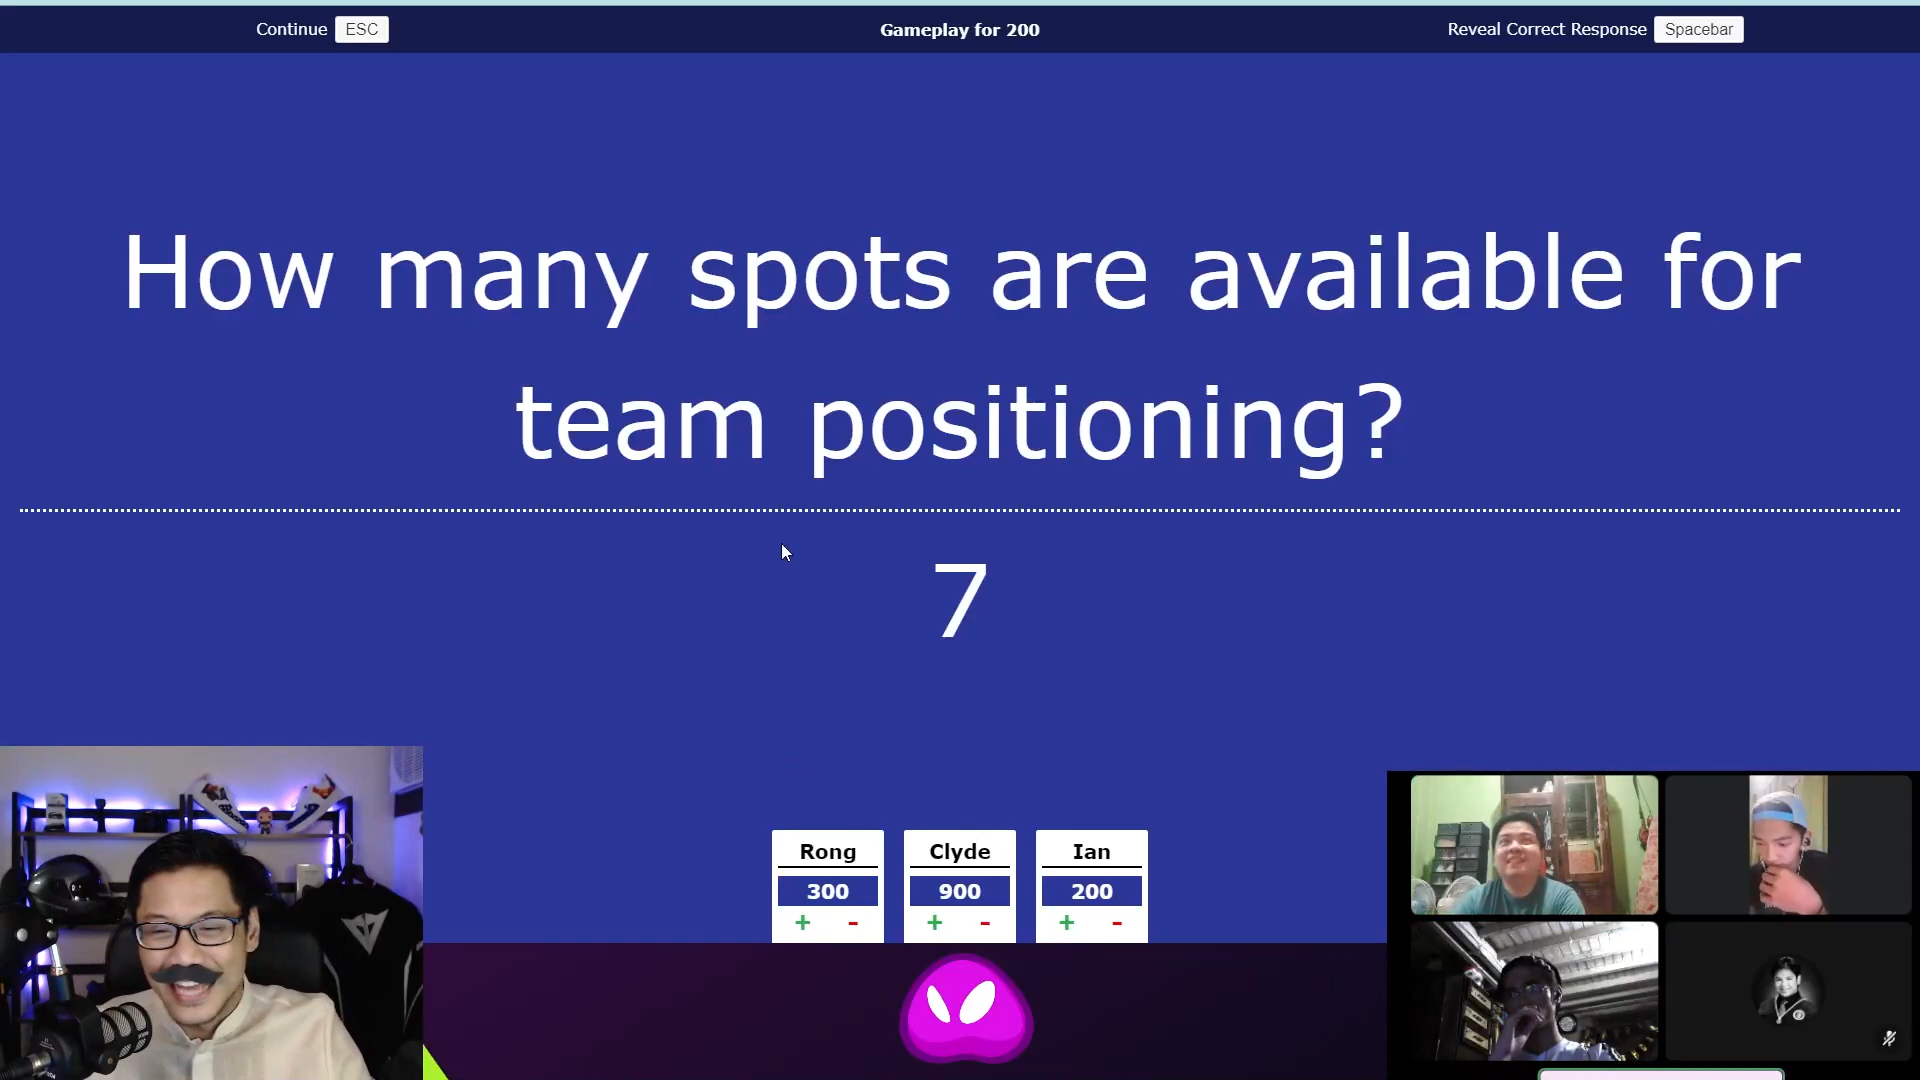 Continue ESC
Gameplay for 200
Reveal Correct Response Spacebar
How many spots are available for
team positioning?
7
Rong
300
+ -
Clyde
900
+ -
Ian
200
+ -